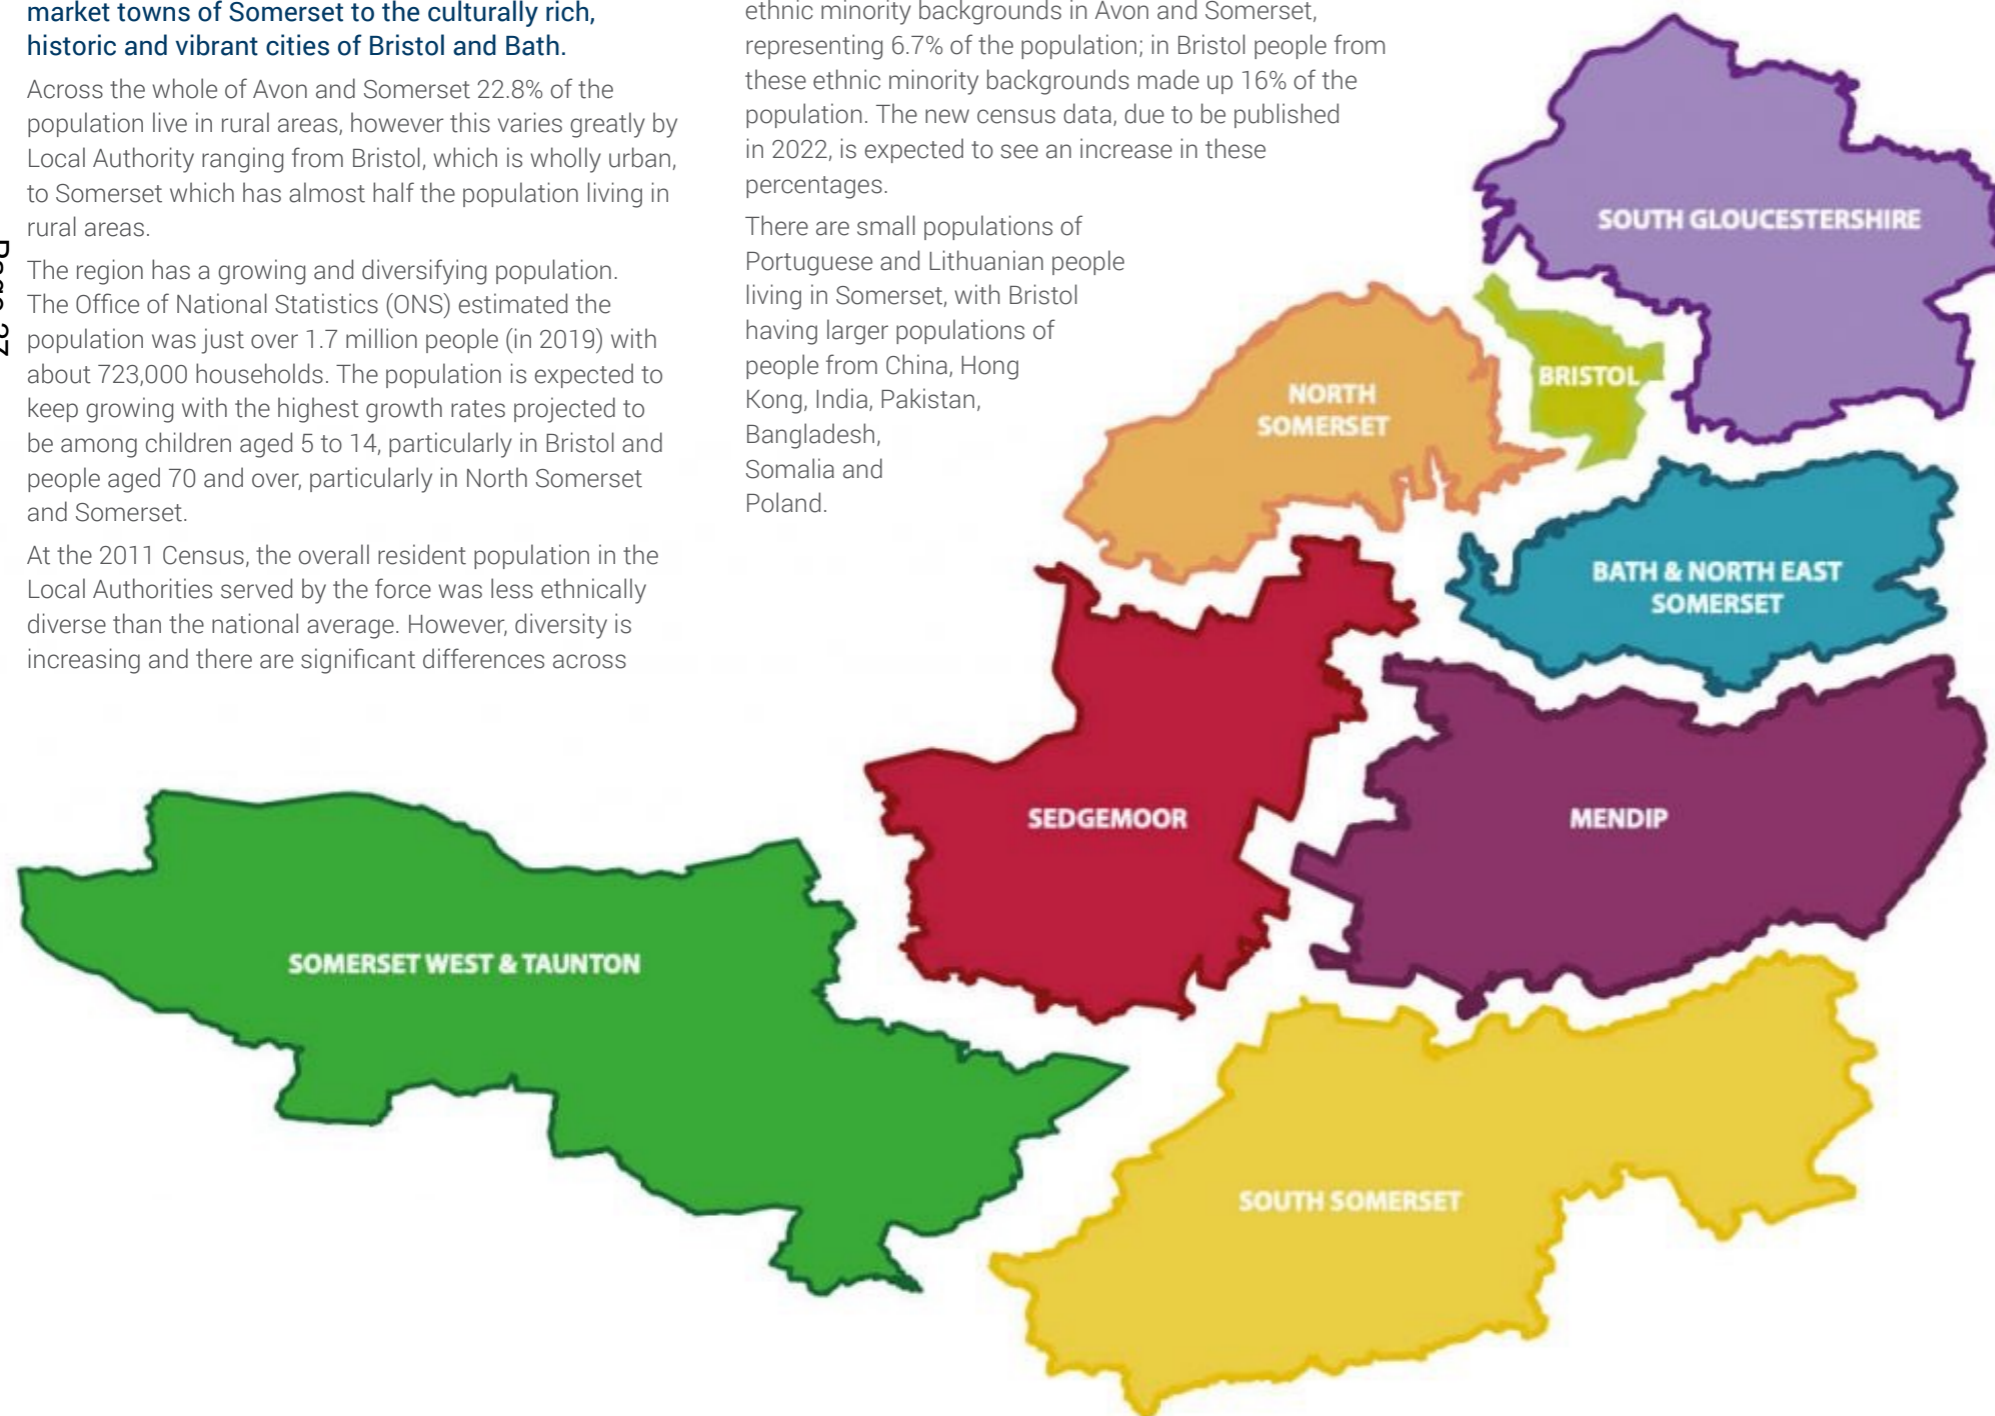 market towns of Somerset to the culturally rich,
historic and vibrant cities of Bristol and Bath.
Across the whole of Avon and Somerset 22.8% of the
population live in rural areas, however this varies greatly by
Local Authority ranging from Bristol, which is wholly urban,
to Somerset which has almost half the population living in
rural areas.
The region has a growing and diversifying population.
The Office of National Statistics (ONS) estimated the
population was just over 1.7 million people (in 2019) with
about 723,000 households. The population is expected to
keep growing with the highest growth rates projected to
be among children aged 5 to 14, particularly in Bristol and
people aged 70 and over, particularly in North Somerset
and Somerset.
At the 2011 Census, the overall resident population in the
Local Authorities served by the force was less ethnically
diverse than the national average. However, diversity is
increasing and there are significant differences across
ethnic minority backgrounds in Avon and Somerset,
representing 6.7% of the population; in Bristol people from
these ethnic minority backgrounds made up 16% of the
population. The new census data, due to be published
in 2022, is expected to see an increase in these
percentages.
There are small populations of
Portuguese and Lithuanian people
living in Somerset, with Bristol
having larger populations of
people from China, Hong
Kong, India, Pakistan,
Bangladesh,
Somalia and
Poland.
SOUTH GLOUCESTERSHIRE
BRISTOL
NORTH
SOMERSET
BATH & NORTH EAST
SOMERSET
SEDGEMOOR
MENDIP
SOMERSET WEST & TAUNTON
SOUTH SOMERSET